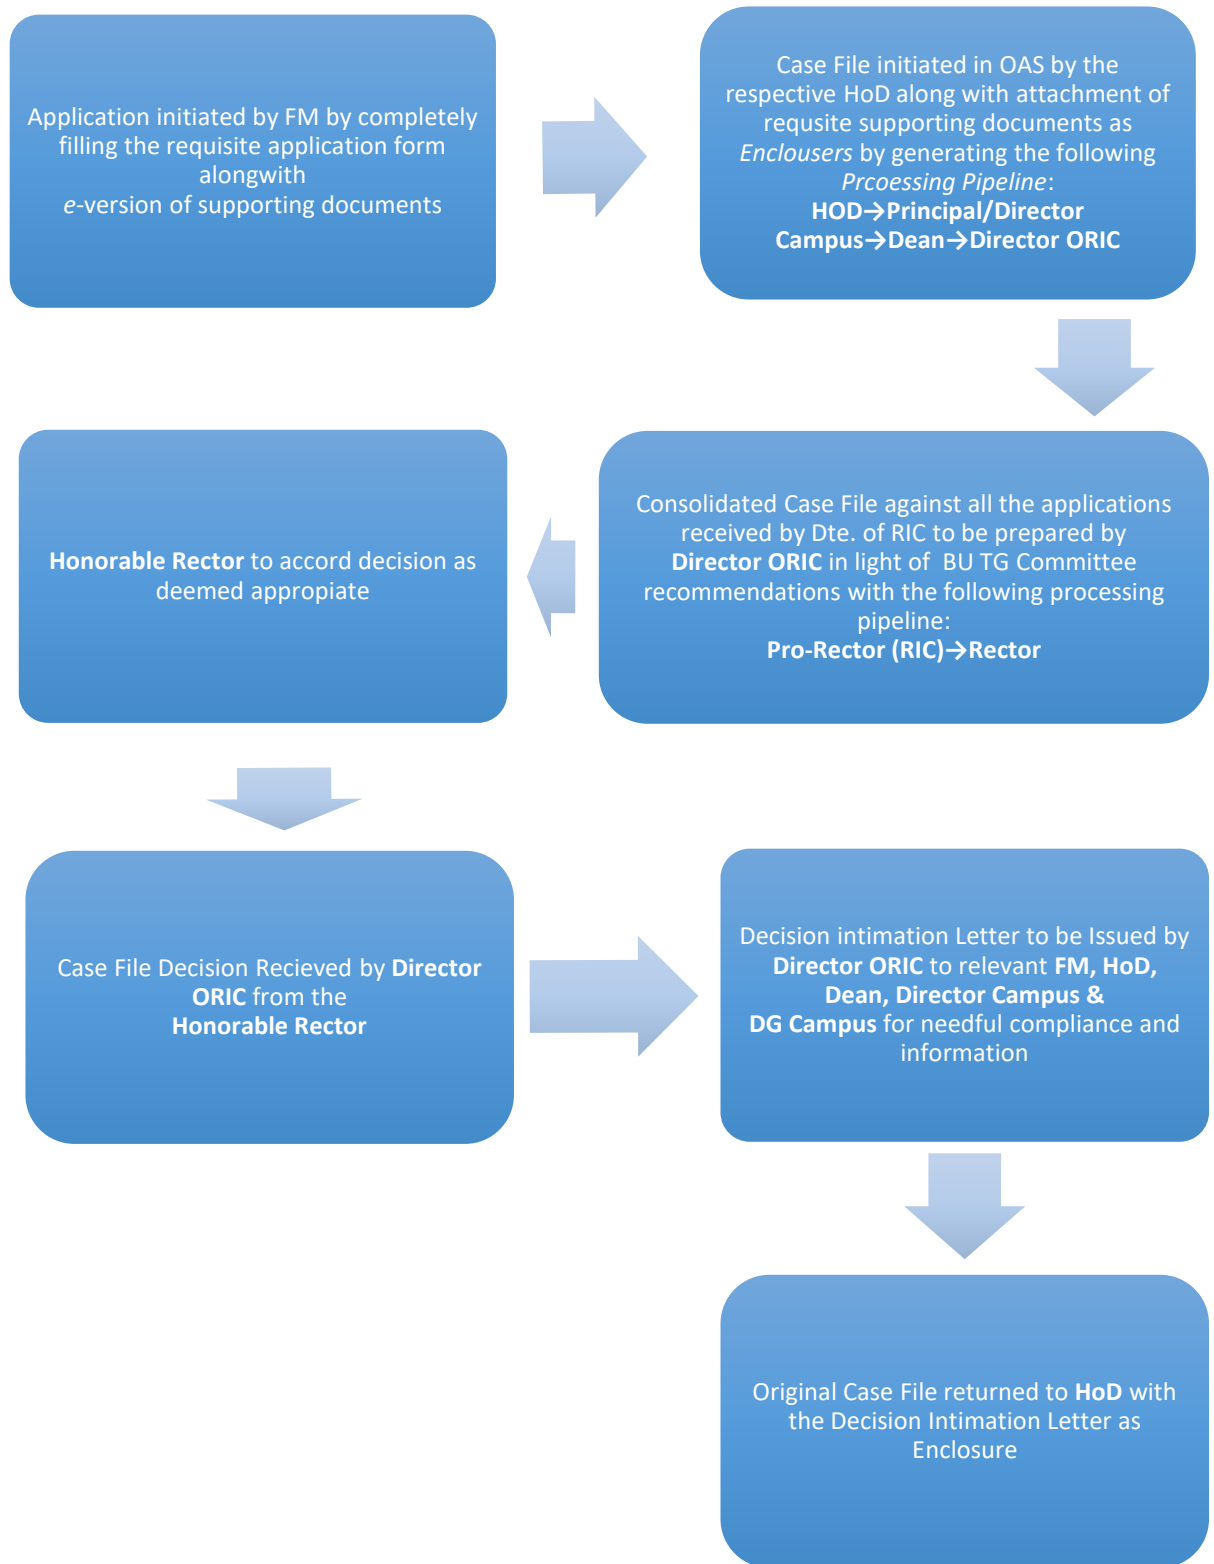 Application initiated by FM by completely
filling the requisite application form
alongwith
e-version of supporting documents
Case File initiated in OAS by the
respective HoD along with attachment of
requsite supporting documents as
Enclousers by generating the following
Prcoessing Pipeline:
HOD→Principal/Director
Campus→Dean→Director ORIC
Consolidated Case File against all the applications
received by Dte. of RIC to be prepared by
Director ORIC in light of BU TG Committee
recommendations with the following processing
pipeline:
Pro-Rector (RIC)→Rector
Honorable Rector to accord decision as
deemed appropiate
Case File Decision Recieved by Director
ORIC from the
Honorable Rector
Decision intimation Letter to be Issued by
Director ORIC to relevant FM, HoD,
Dean, Director Campus &
DG Campus for needful compliance and
information
Original Case File returned to HoD with
the Decision Intimation Letter as
Enclosure